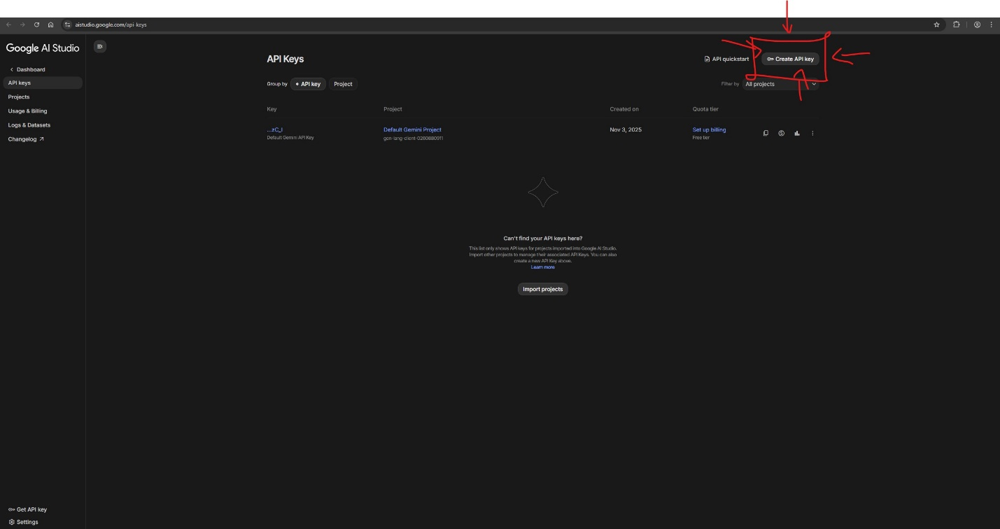 aistudio.google.com/api-keys
Google AI Studio
Dashboard
API keys
Projects
Usage & Billing
Logs & Datasets
Changelog
API Keys
API quickstart
Create API key
Group by
API key
Project
Filter by
All projects
Key
Project
Created on
Quota tier
...zC_I
Default Gemini Project
Nov 3, 2025
Set up billing
Default Gemini API Key
gen-lang-client-0260880911
Free tier
Can't find your API keys here?
This list only shows API keys for projects imported into Google AI Studio.
Import other projects to manage their associated API Keys. You can also
create a new API Key above.
Learn more
Import projects
Get API key
Settings